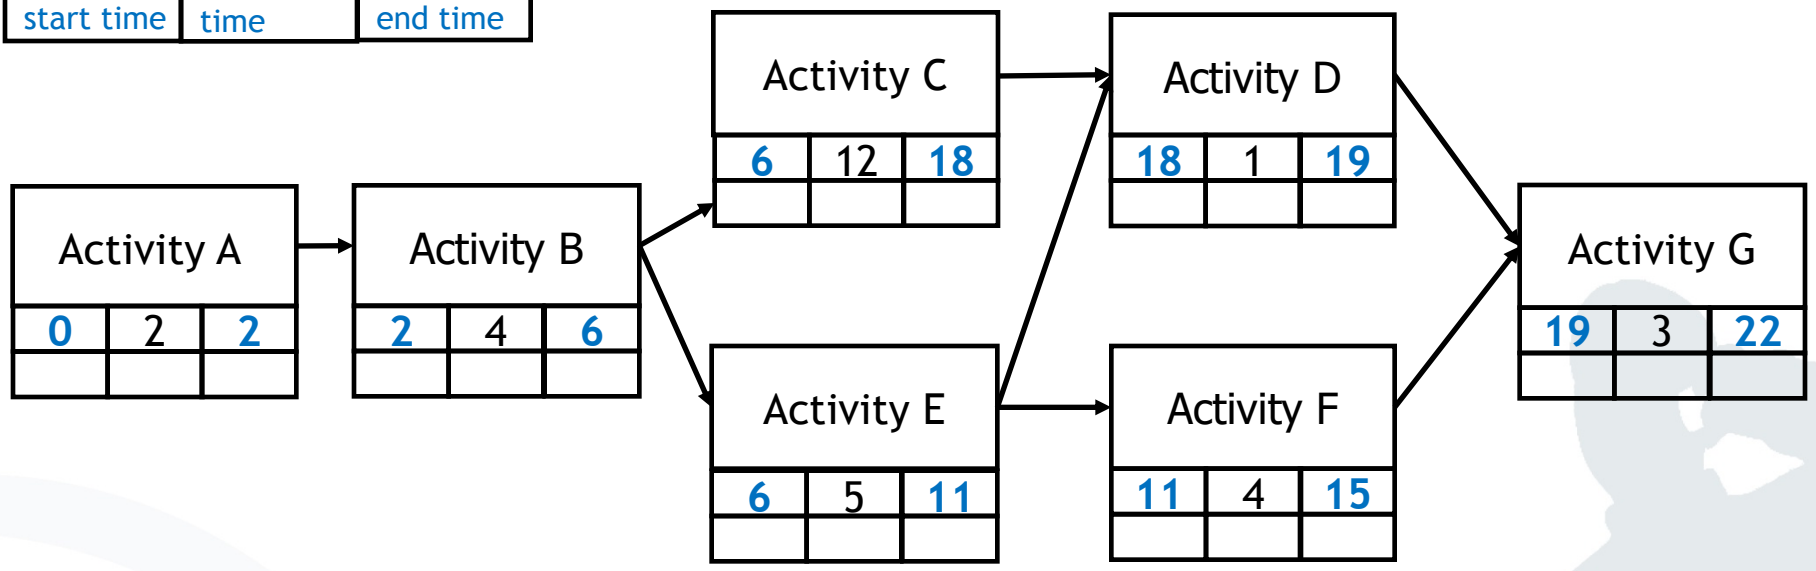 start time time end time
Activity C
6 12 18
Activity D
18 1 19
Activity A
0 2 2
Activity B
2 4 6
Activity G
19 3 22
Activity E
6 5 11
Activity F
11 4 15